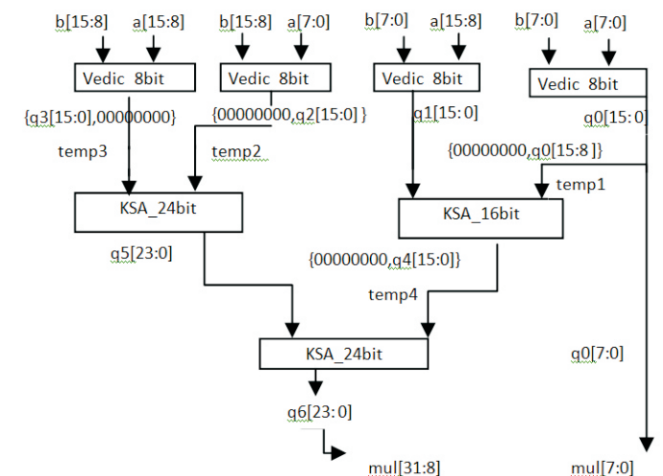 b[15:8] a[15:8] b[15:8] a[7:0] b[7:0] a[15:8] b[7:0] a[7:0]
Vedic 8bit Vedic 8bit Vedic 8bit Vedic 8bit
{q3[15:0],00000000} {00000000,q2[15:0]} q1[15:0] q0[15:0]
temp3 temp2 {00000000,q0[15:8]}
temp1
KSA_24bit KSA_16bit
q5[23:0] {00000000,q4[15:0]}
temp4
KSA_24bit q0[7:0]
q6[23:0]
mul[31:8] mul[7:0]